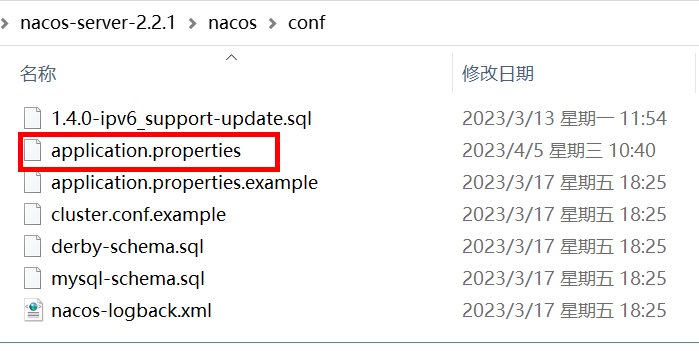 nacos-server-2.2.1 > nacos > conf
名称 修改日期
1.4.0-ipv6_support-update.sql 2023/3/13 星期一 11:54
application.properties 2023/4/5 星期三 10:40
application.properties.example 2023/3/17 星期五 18:25
cluster.conf.example 2023/3/17 星期五 18:25
derby-schema.sql 2023/3/17 星期五 18:25
mysql-schema.sql 2023/3/17 星期五 18:25
nacos-logback.xml 2023/3/17 星期五 18:25